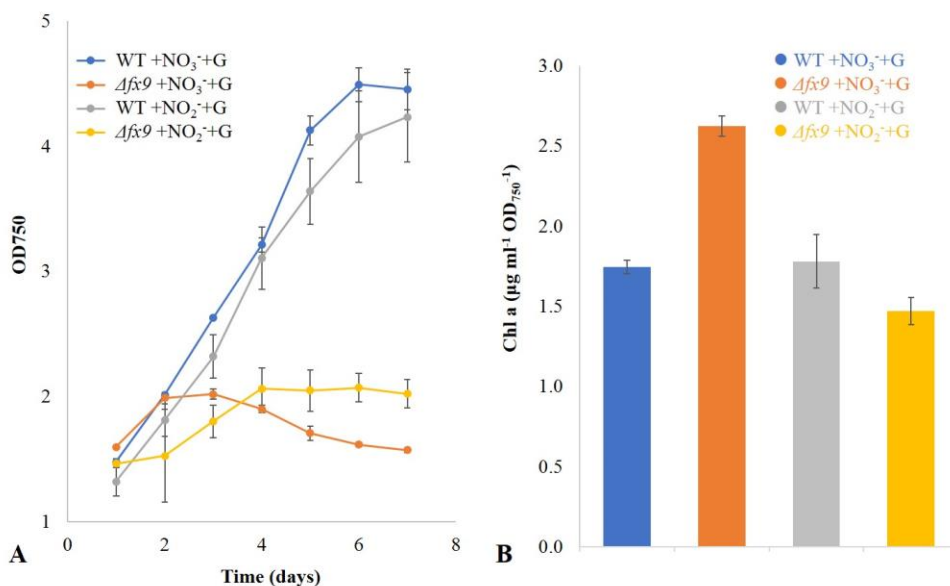 5
WT +NO₃⁻+G
Δfx9 +NO₃⁻+G
WT +NO₂⁻+G
Δfx9 +NO₂⁻+G
4
OD750
3
2
1
0 2 4 6 8
A
Time (days)
WT +NO₃⁻+G
Δfx9 +NO₃⁻+G
WT +NO₂⁻+G
Δfx9 +NO₂⁻+G
3.0
2.5
2.0
Chl a (µg ml⁻¹ OD₇₅₀⁻¹)
1.5
1.0
0.5
0.0
B